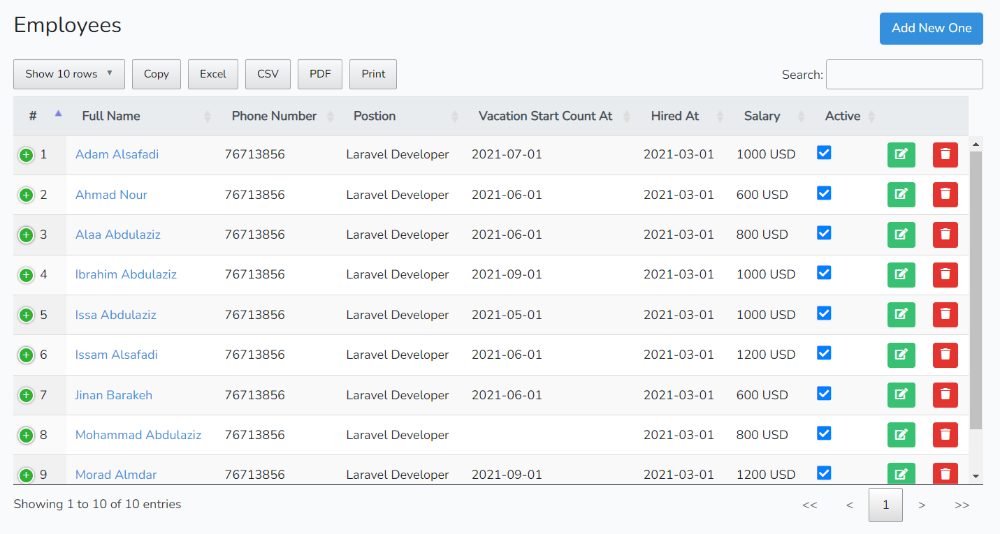 Employees
Add New One
Show 10 rows ▼ Copy Excel CSV PDF Print Search:
# Full Name Phone Number Postion Vacation Start Count At Hired At Salary Active
1 Adam Alsafadi 76713856 Laravel Developer 2021-07-01 2021-03-01 1000 USD
2 Ahmad Nour 76713856 Laravel Developer 2021-06-01 2021-03-01 600 USD
3 Alaa Abdulaziz 76713856 Laravel Developer 2021-06-01 2021-03-01 800 USD
4 Ibrahim Abdulaziz 76713856 Laravel Developer 2021-09-01 2021-03-01 1000 USD
5 Issa Abdulaziz 76713856 Laravel Developer 2021-05-01 2021-03-01 1000 USD
6 Issam Alsafadi 76713856 Laravel Developer 2021-06-01 2021-03-01 1200 USD
7 Jinan Barakeh 76713856 Laravel Developer 2021-06-01 2021-03-01 600 USD
8 Mohammad Abdulaziz 76713856 Laravel Developer 2021-03-01 800 USD
9 Morad Almdar 76713856 Laravel Developer 2021-09-01 2021-03-01 1200 USD
Showing 1 to 10 of 10 entries << < 1 > >>